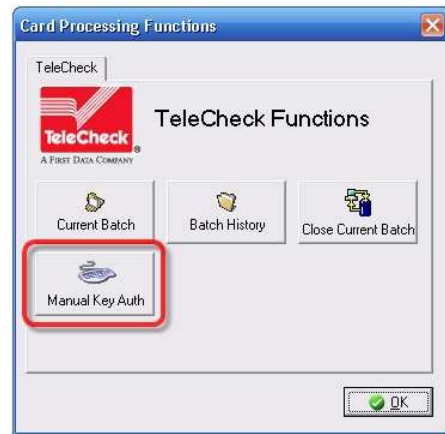 Card Processing Functions
TeleCheck
TeleCheck Functions
TeleCheck®
A FIRST DATA COMPANY
Current Batch
Batch History
Close Current Batch
Manual Key Auth
OK